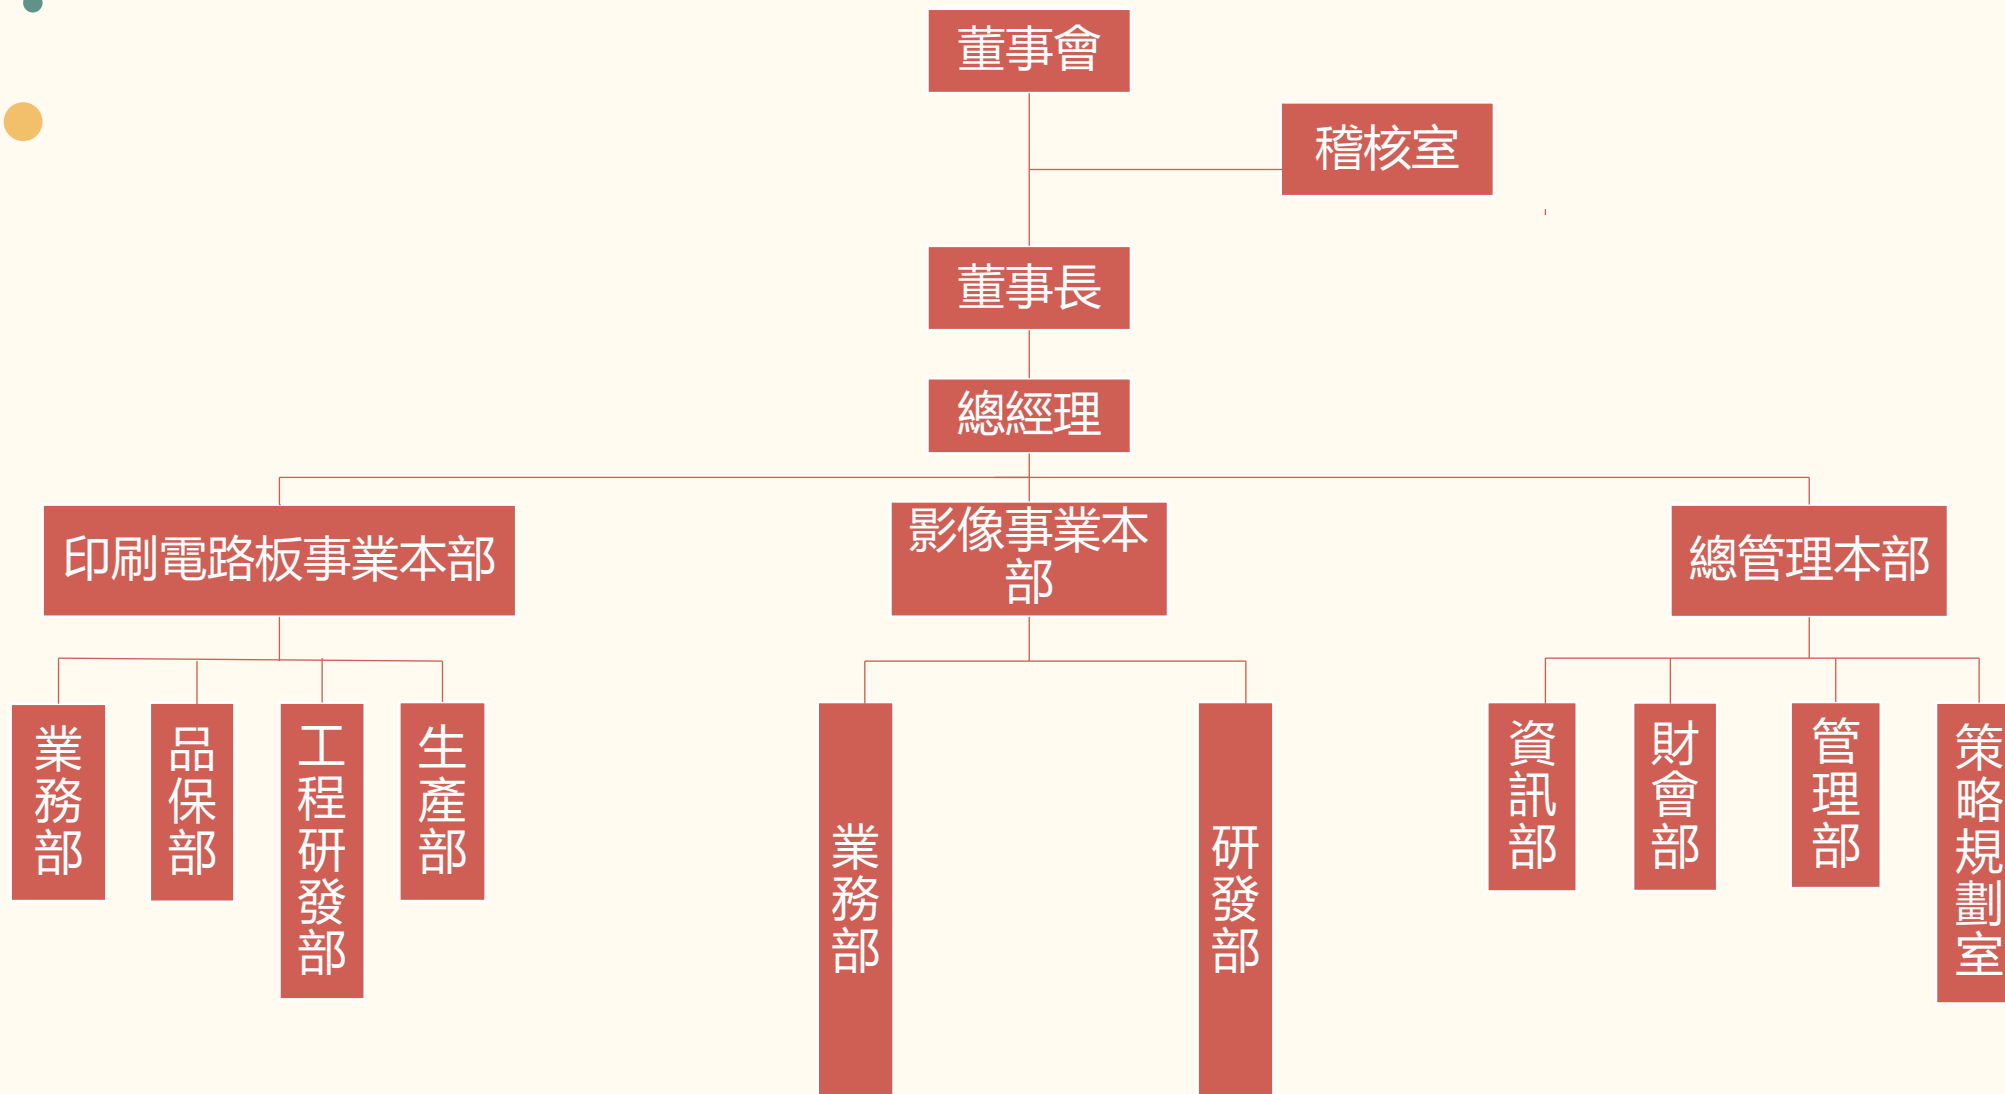 董事會
稽核室
董事長
總經理
印刷電路板事業本部
影像事業本
部
總管理本部
業務部
品保部
工程研發部
生產部
業務部
研發部
資訊部
財會部
管理部
策略規劃室